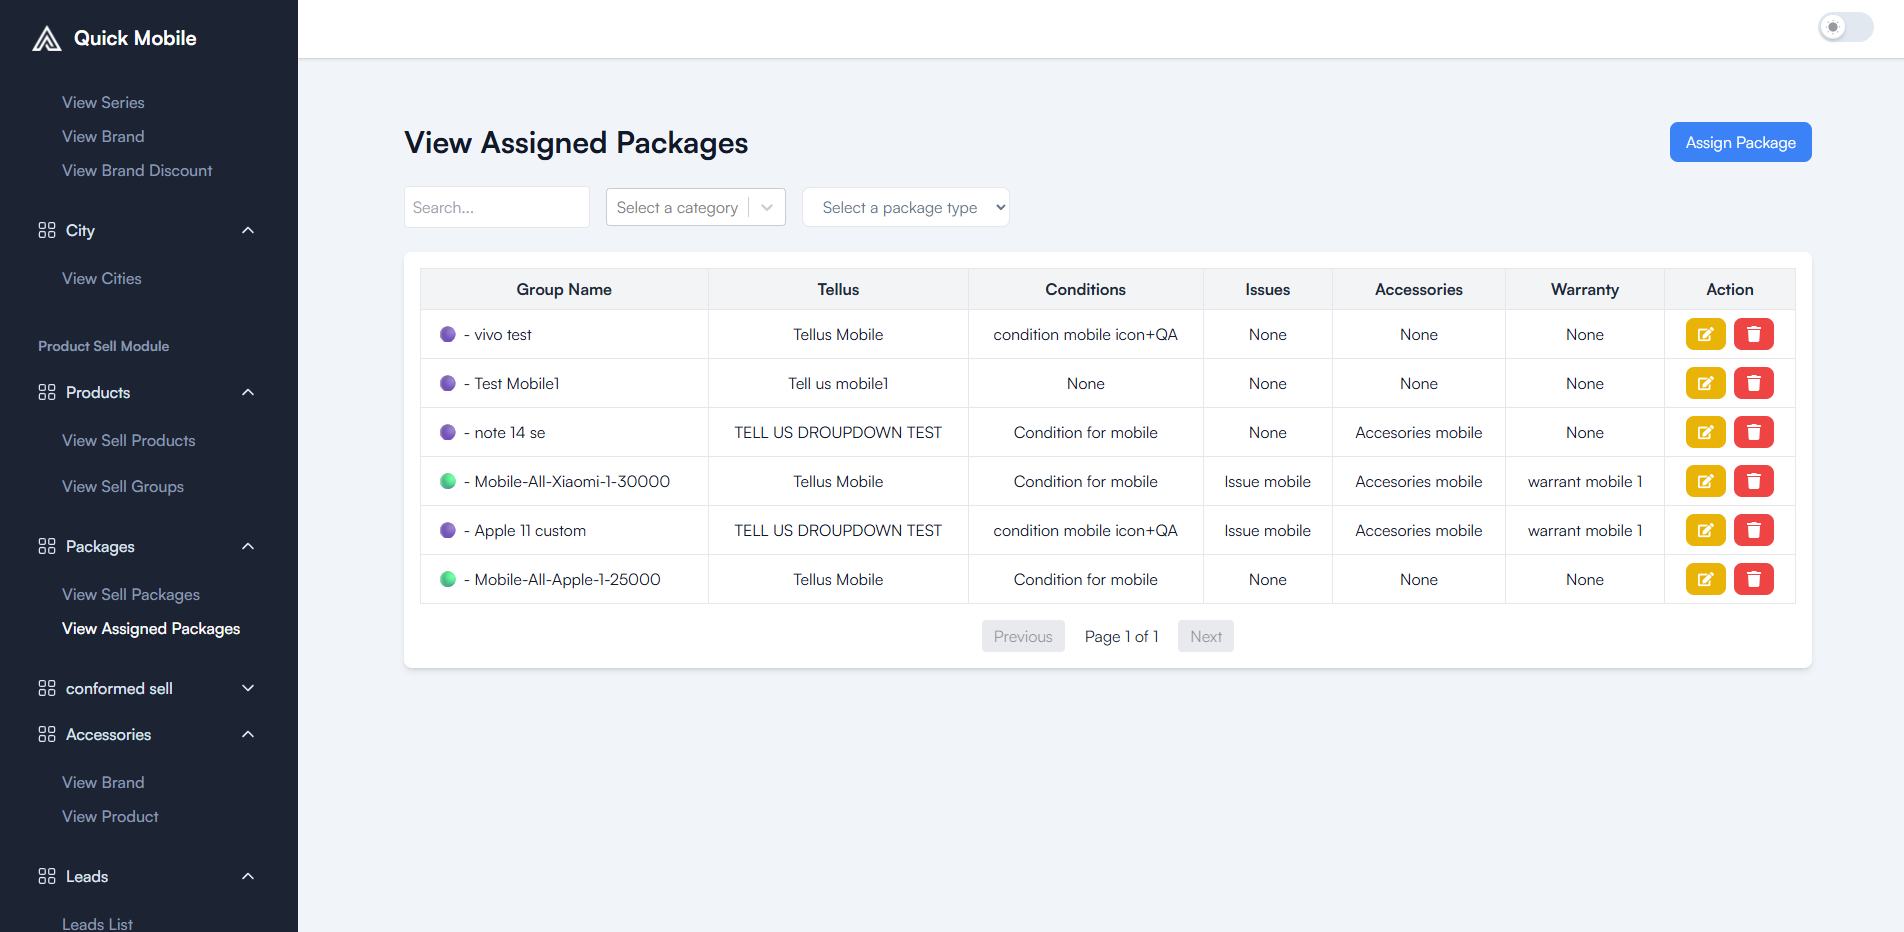 Quick Mobile
View Series
View Brand
View Brand Discount
City
View Cities
Product Sell Module
Products
View Sell Products
View Sell Groups
Packages
View Sell Packages
View Assigned Packages
conformed sell
Accessories
View Brand
View Product
Leads
Leads List
View Assigned Packages
Assign Package
Search...
Select a category
Select a package type
Group Name Tellus Conditions Issues Accessories Warranty Action
- vivo test Tellus Mobile condition mobile icon+QA None None None
- Test Mobile1 Tell us mobile1 None None None None
- note 14 se TELL US DROUPDOWN TEST Condition for mobile None Accesories mobile None
- Mobile-All-Xiaomi-1-30000 Tellus Mobile Condition for mobile Issue mobile Accesories mobile warrant mobile 1
- Apple 11 custom TELL US DROUPDOWN TEST condition mobile icon+QA Issue mobile Accesories mobile warrant mobile 1
- Mobile-All-Apple-1-25000 Tellus Mobile Condition for mobile None None None
Previous Page 1 of 1 Next